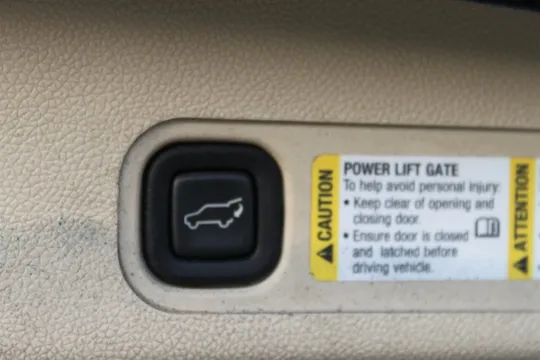 CAUTION
POWER LIFT GATE
To help avoid personal injury:
• Keep clear of opening and
closing door.
• Ensure door is closed
and latched before
driving vehicle.
ATTENTION